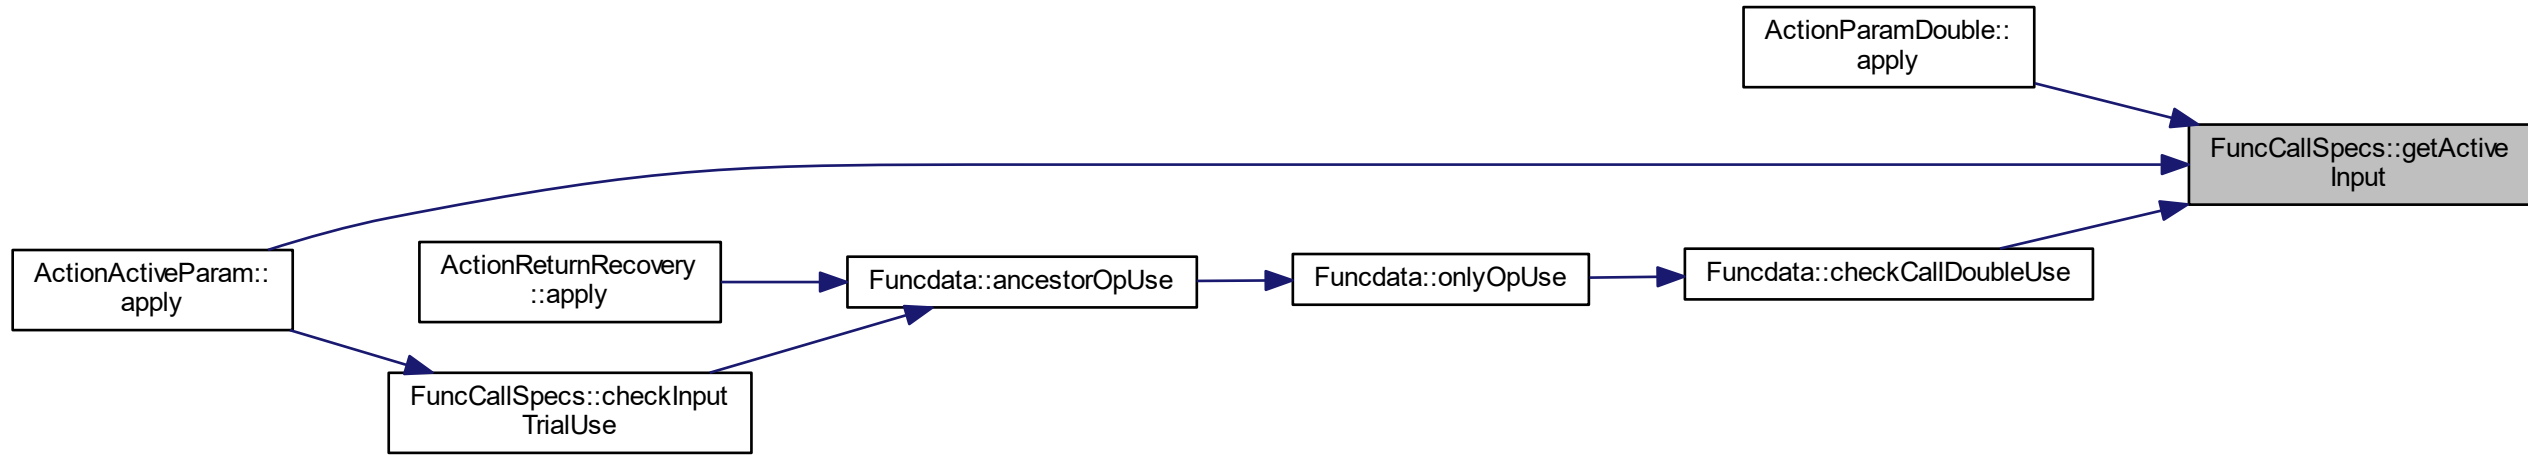 ActionParamDouble::
apply
FuncCallSpecs::getActive
Input
ActionActiveParam::
apply
ActionReturnRecovery
::apply
Funcdata::ancestorOpUse
Funcdata::onlyOpUse
Funcdata::checkCallDoubleUse
FuncCallSpecs::checkInput
TrialUse